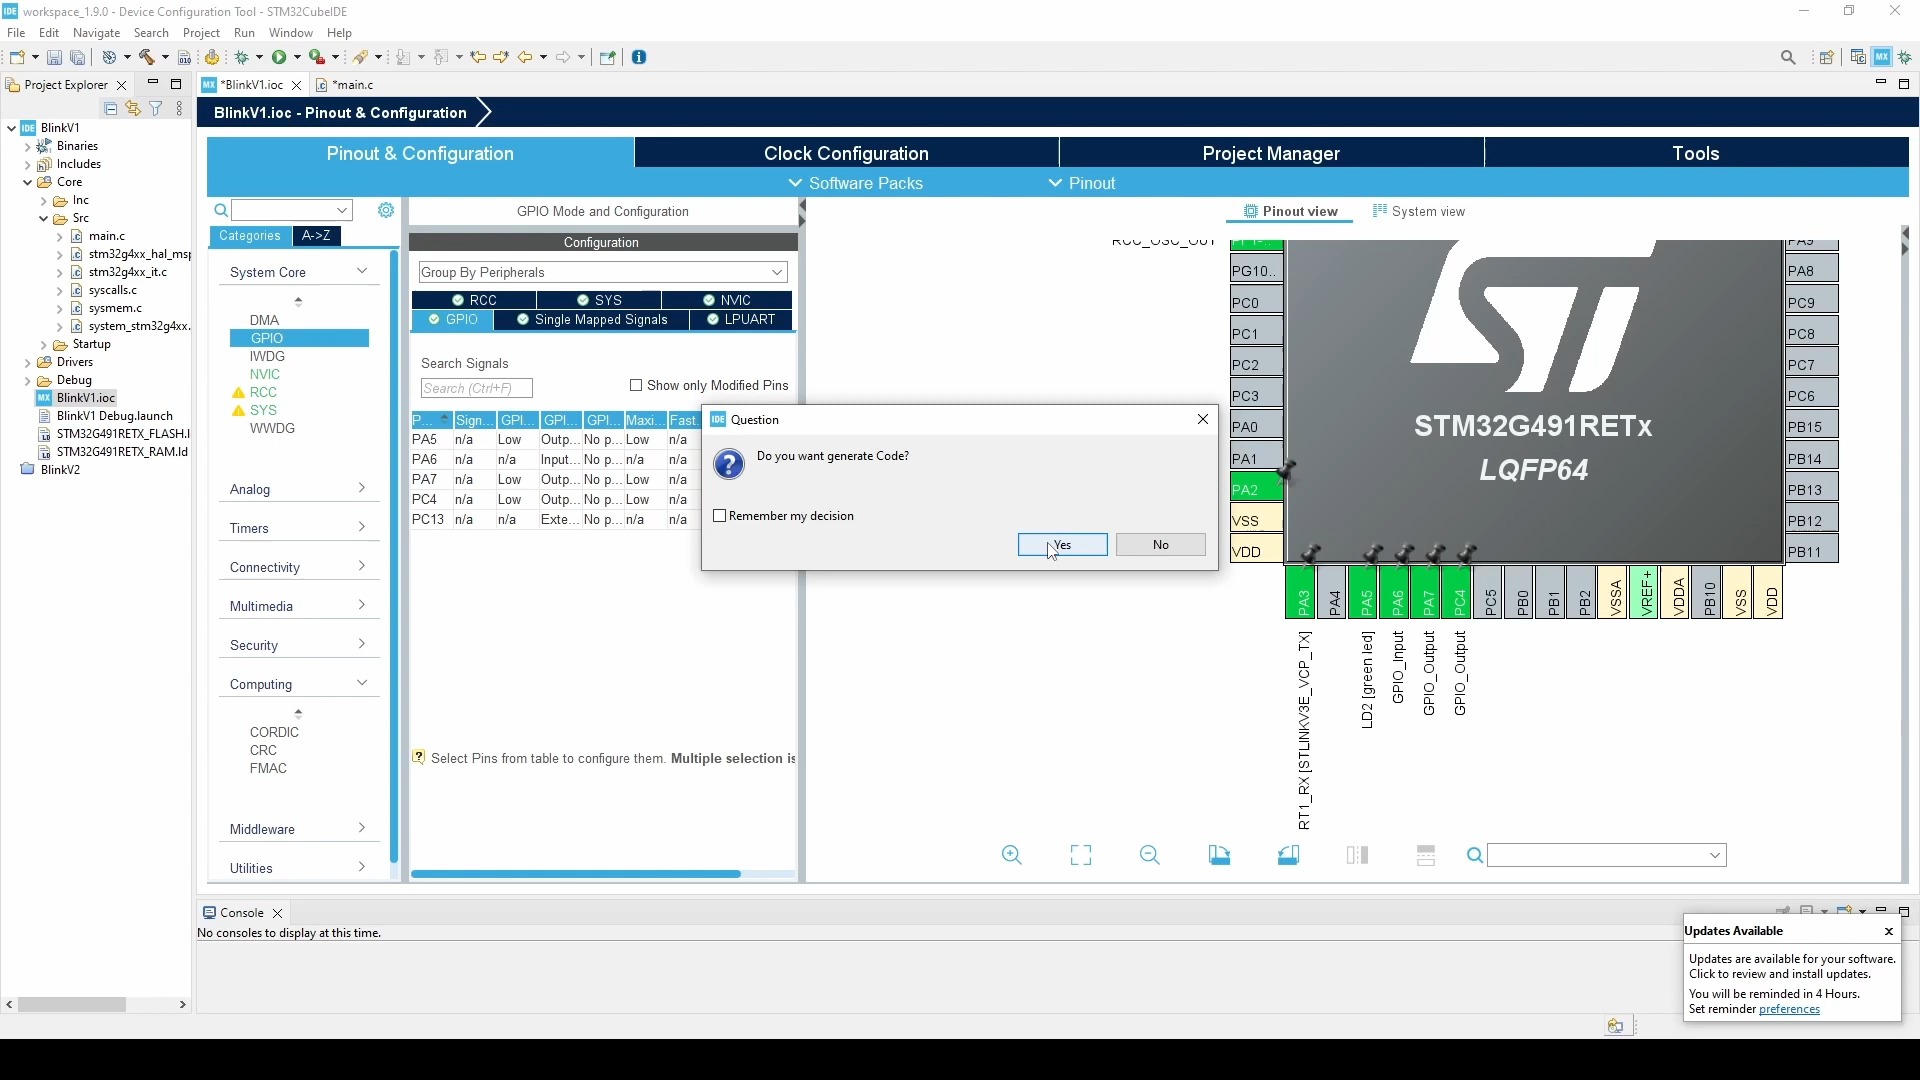 workspace_1.9.0 - Device Configuration Tool - STM32CubeIDE
File Edit Navigate Search Project Run Window Help
Project Explorer
*BlinkV1.ioc
*main.c
BlinkV1.ioc - Pinout & Configuration
BlinkV1
Binaries
Includes
Core
Inc
Src
main.c
stm32g4xx_hal_msp
stm32g4xx_it.c
syscalls.c
sysmem.c
system_stm32g4xx.
Startup
Drivers
Debug
BlinkV1.ioc
BlinkV1 Debug.launch
STM32G491RETX_FLASH.l
STM32G491RETX_RAM.ld
BlinkV2
Pinout & Configuration
Clock Configuration
Project Manager
Tools
Software Packs
Pinout
Categories
A->Z
System Core
DMA
GPIO
IWDG
NVIC
RCC
SYS
WWDG
Analog
Timers
Connectivity
Multimedia
Security
Computing
CORDIC
CRC
FMAC
Middleware
Utilities
GPIO Mode and Configuration
Configuration
Group By Peripherals
RCC
SYS
NVIC
GPIO
Single Mapped Signals
LPUART
Search Signals
Search (Ctrl+F)
Show only Modified Pins
P... Sign... GPI... GPI... GPI... Maxi... Fast.
PA5 n/a Low Outp... No p... Low n/a
PA6 n/a n/a Input... No p... Low n/a
PA7 n/a Low Outp... No p... Low n/a
PC4 n/a Low Outp... No p... Low n/a
PC13 n/a n/a Exte... No p... n/a n/a
Select Pins from table to configure them. Multiple selection is
Question
Do you want generate Code?
Remember my decision
Yes
No
Pinout view
System view
RCC_OSC_OUT
PF1-..
PG10..
PC0
PC1
PC2
PC3
PA0
PA1
PA2
VSS
VDD
STM32G491RETx
LQFP64
PA9
PA8
PC9
PC8
PC7
PC6
PB15
PB14
PB13
PB12
PB11
PA3
PA4
PA5
PA6
PA7
PC4
PC5
PB0
PB1
PB2
VSSA
VREF+
VDDA
PB10
VSS
VDD
RT1_RX [STLINKV3E_VCP_TX]
LD2 [green led]
GPIO_Input
GPIO_Output
GPIO_Output
Console
No consoles to display at this time.
Updates Available
Updates are available for your software.
Click to review and install updates.
You will be reminded in 4 Hours.
Set reminder preferences